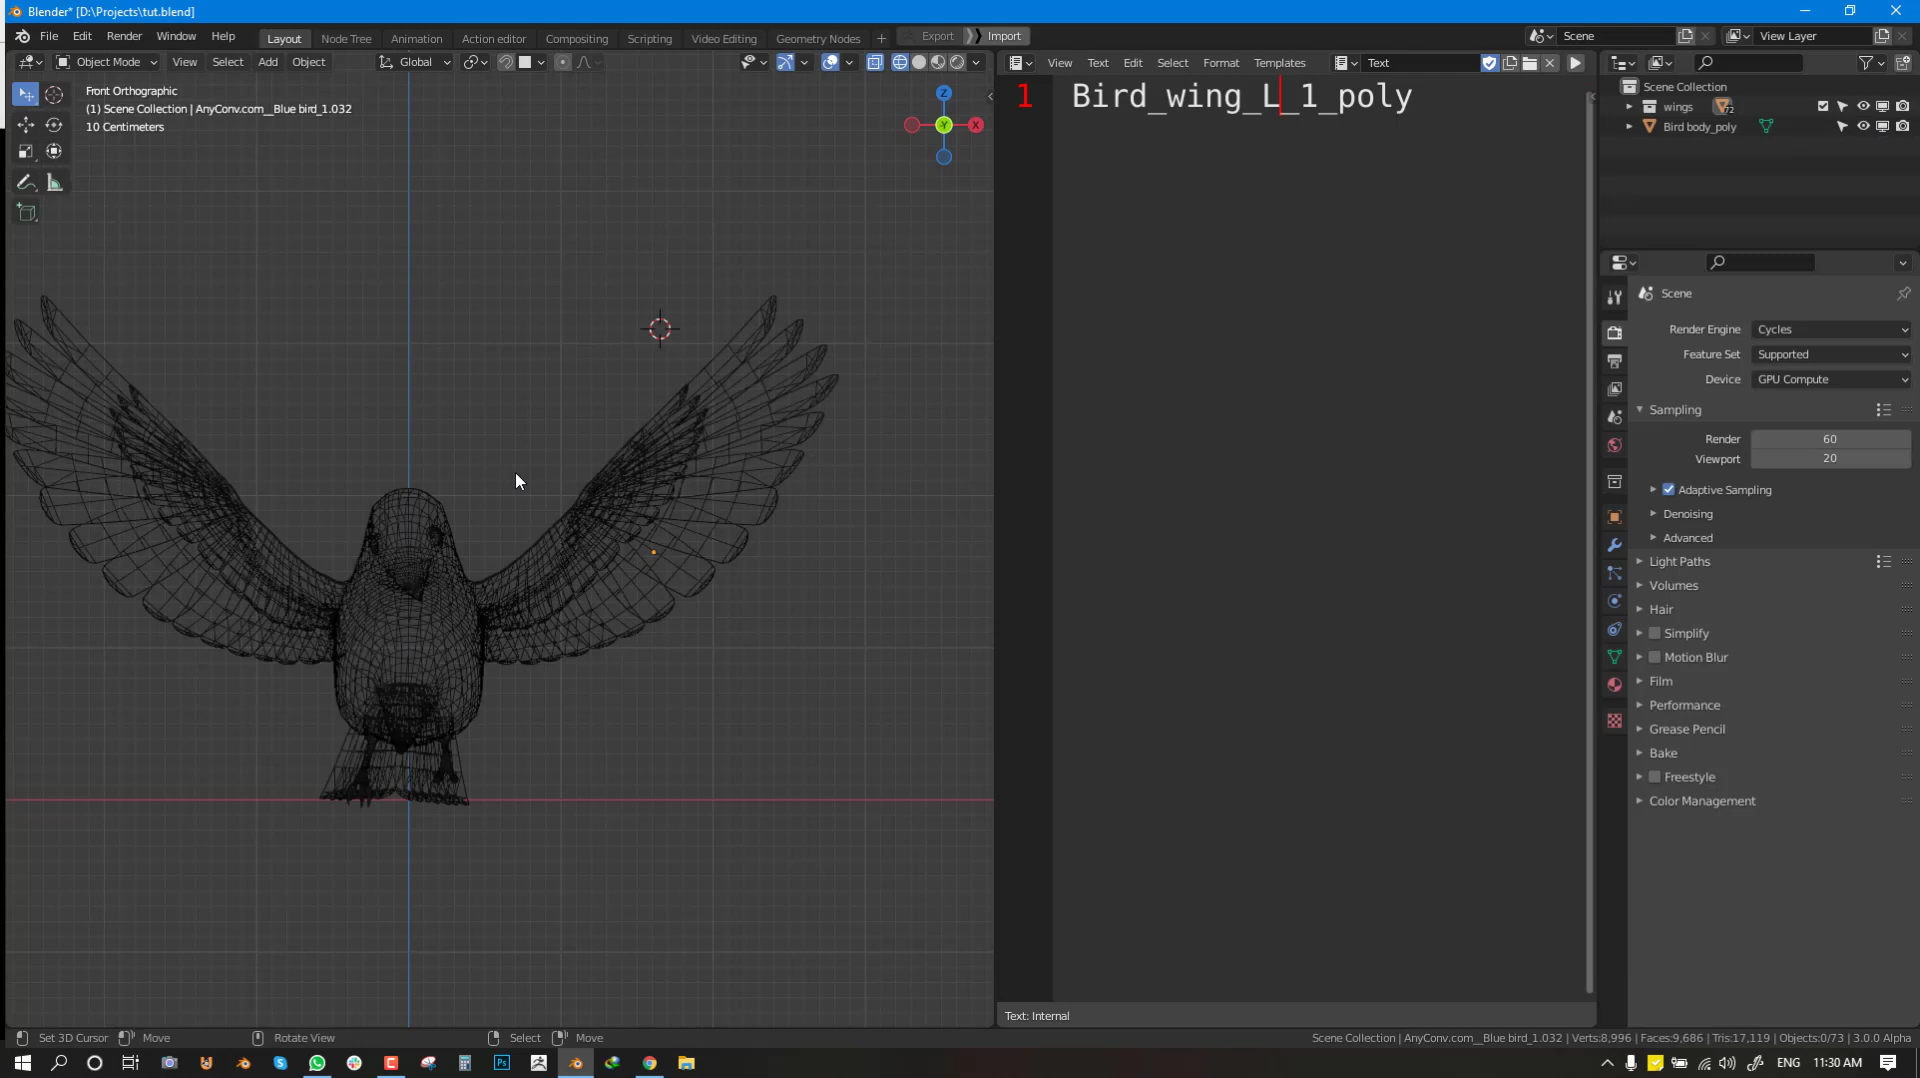 Blender* [D:\Projects\tut.blend]
File Edit Render Window Help Layout Node Tree Animation Action editor Compositing Scripting Video Editing Geometry Nodes + Export Import Scene View Layer
Object Mode View Select Add Object Global View Text Edit Select Format Templates Text
Front Orthographic
(1) Scene Collection | AnyConv.com__Blue bird_1.032
10 Centimeters
Z
Y
X
1 Bird_wing_L_1_poly
Scene Collection
wings 72
Bird body_poly
Scene
Render Engine Cycles
Feature Set Supported
Device GPU Compute
Sampling
Render 60
Viewport 20
Adaptive Sampling
Denoising
Advanced
Light Paths
Volumes
Hair
Simplify
Motion Blur
Film
Performance
Grease Pencil
Bake
Freestyle
Color Management
Text: Internal
Set 3D Cursor Move Rotate View Select Move Scene Collection | AnyConv.com__Blue bird_1.032 | Verts:8,996 | Faces:9,686 | Tris:17,119 | Objects:0/73 | 3.0.0 Alpha
Ps ENG 11:30 AM